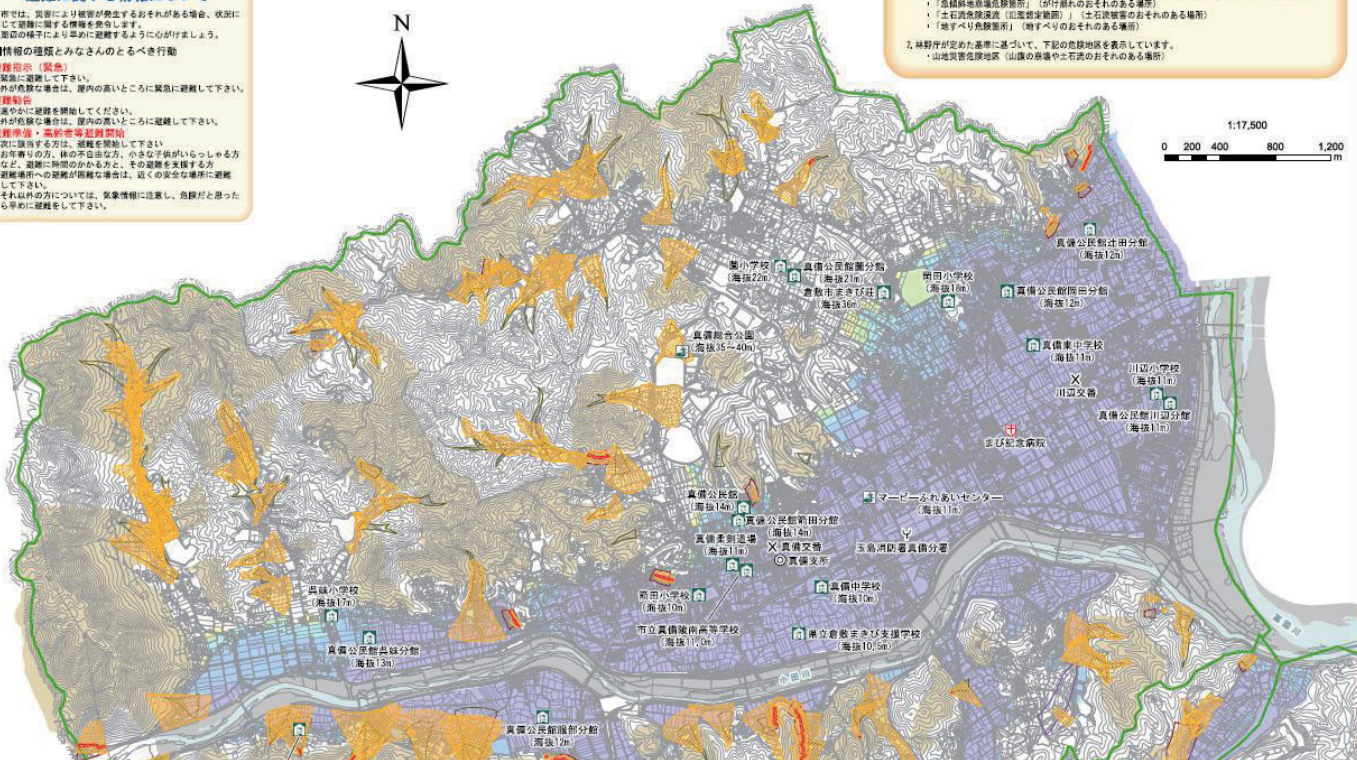 市では、災害により被害が発生するおそれがある場合、状況に
じて避難に関する情報を発令します。
周辺の様子により早めに避難するように心がけましょう。
情報の種類とみなさんのとるべき行動
難指示（緊急）
緊急に避難して下さい。
外が危険な場合は、屋内の高いところに緊急に避難して下さい。
難勧告
速やかに避難を開始してください。
外が危険な場合は、屋内の高いところに避難して下さい。
難準備・高齢者等避難開始
次に該当する方は、避難を開始して下さい
お年寄りの方、体の不自由な方、小さな子供がいらっしゃる方
など、避難に時間のかかる方と、その避難を支援する方
避難場所への避難が困難な場合は、近くの安全な場所に避難
して下さい。
それ以外の方については、気象情報に注意し、危険だと思った
ら早めに避難をして下さい。
N
・「急傾斜地崩壊危険箇所」（がけ崩れのおそれのある場所）
・「土石流危険渓流（氾濫想定範囲）」（土石流被害のおそれのある場所）
・「地すべり危険箇所」（地すべりのおそれのある場所）
2. 林野庁が定めた基準に基づいて、下記の危険地区を表示しています。
・山地災害危険地区（山腹の崩壊や土石流のおそれのある場所）
1:17,500
0 200 400 800 1,200
m
真備公民館辻田分館
(海抜12m)
薗小学校
(海抜22m)
真備公民館薗分館
(海抜21m)
倉敷市まきび荘
(海抜36m)
岡田小学校
(海抜18m)
真備公民館岡田分館
(海抜12m)
真備総合公園
(海抜35～40m)
真備東中学校
(海抜11m)
川辺小学校
(海抜11m)
川辺交番
真備公民館川辺分館
(海抜11m)
まび記念病院
真備公民館
(海抜14m)
マービーふれあいセンター
(海抜11m)
真備公民館箭田分館
(海抜14m)
真備柔剣道場
(海抜11m)
真備交番
真備支所
玉島消防署真備分署
呉妹小学校
(海抜17m)
箭田小学校
(海抜10m)
真備中学校
(海抜10m)
市立真備陵南高等学校
(海抜11.0m)
県立倉敷まきび支援学校
(海抜10.5m)
真備公民館呉妹分館
(海抜13m)
高梁川
小田川
真備公民館服部分館
(海抜12m)